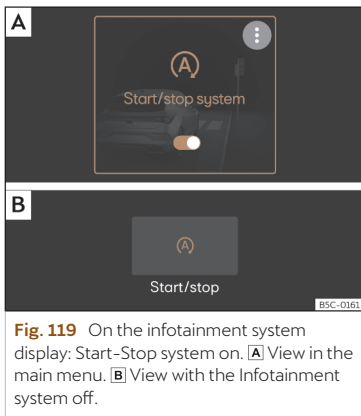 A
A
Start/stop system
B
A
Start/stop
B5C-0161
Fig. 119 On the infotainment system
display: Start-Stop system on. A View in the
main menu. B View with the Infotainment
system off.